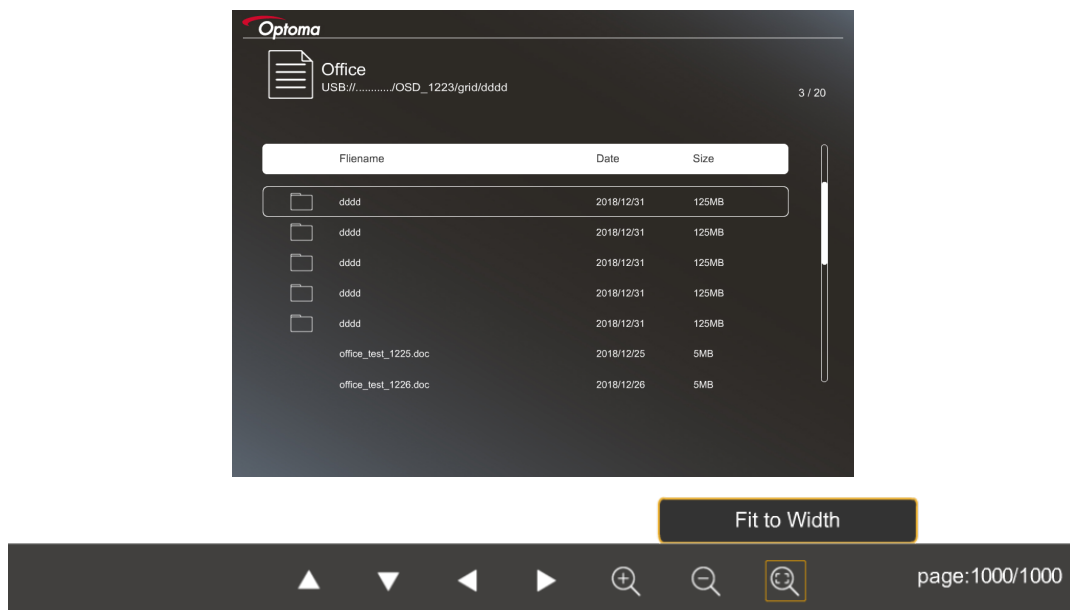 Optoma
Office
USB://.........../OSD_1223/grid/dddd
3 / 20
Fliename Date Size
dddd 2018/12/31 125MB
dddd 2018/12/31 125MB
dddd 2018/12/31 125MB
dddd 2018/12/31 125MB
dddd 2018/12/31 125MB
office_test_1225.doc 2018/12/25 5MB
office_test_1226.doc 2018/12/26 5MB
Fit to Width
page:1000/1000